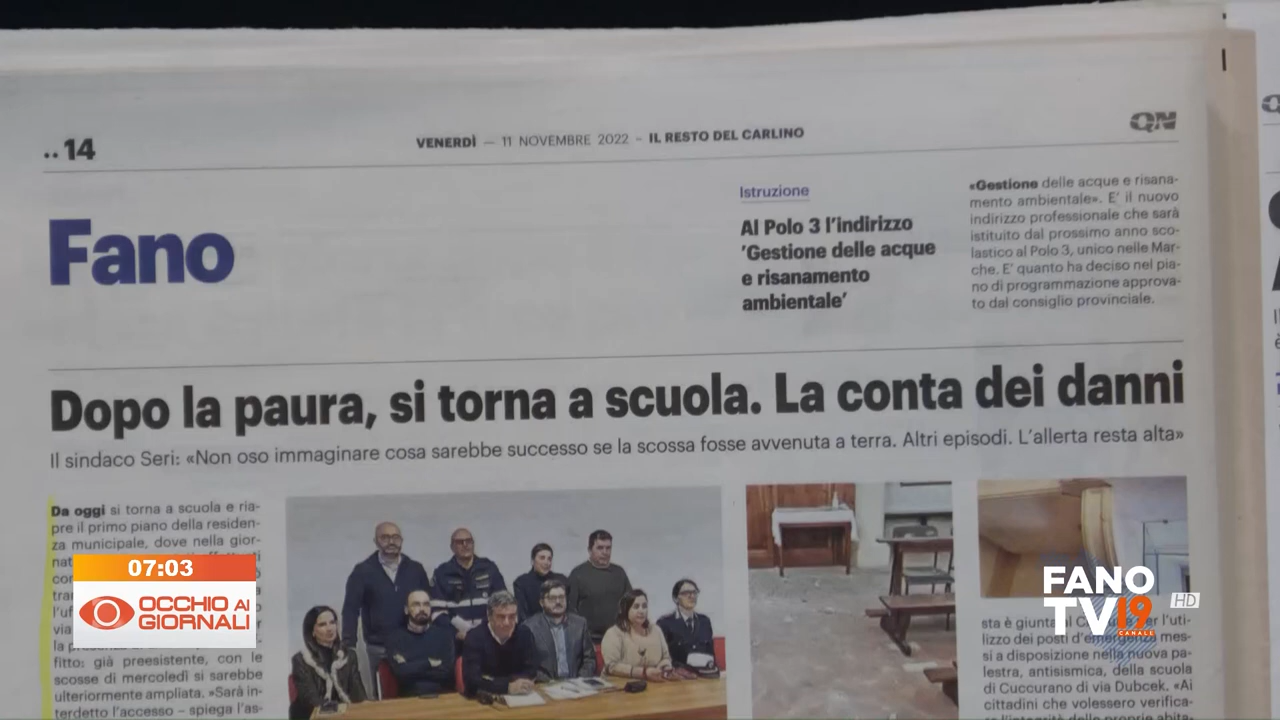 ..14
VENERDÌ — 11 NOVEMBRE 2022 – IL RESTO DEL CARLINO
QN
Fano
Istruzione
Al Polo 3 l'indirizzo
'Gestione delle acque
e risanamento
ambientale'
«Gestione delle acque e risana-
mento ambientale». E' il nuovo
indirizzo professionale che sarà
istituito dal prossimo anno sco-
lastico al Polo 3, unico nelle Mar-
che. E' quanto ha deciso nel pia-
no di programmazione approva-
to dal consiglio provinciale.
Dopo la paura, si torna a scuola. La conta dei danni
Il sindaco Seri: «Non oso immaginare cosa sarebbe successo se la scossa fosse avvenuta a terra. Altri episodi. L'allerta resta alta»
Da oggi si torna a scuola e ria-
pre il primo piano della residen-
za municipale, dove nella gior-
fitto: già preesistente, con le
scosse di mercoledì si sarebbe
ulteriormente ampliata. »Sarà in-
terdetto l'accesso – spiega l'as-
sta è giunta al per l'uti-
lizzo dei posti d'emergenza mes-
si a disposizione nella nuova pa-
lestra, antisismica, della scuola
di Cuccurano di via Dubcek. «Ai
cittadini che volessero verifica-
07:03
OCCHIO AI
GIORNALI
FANO
TV19
CANALE
HD